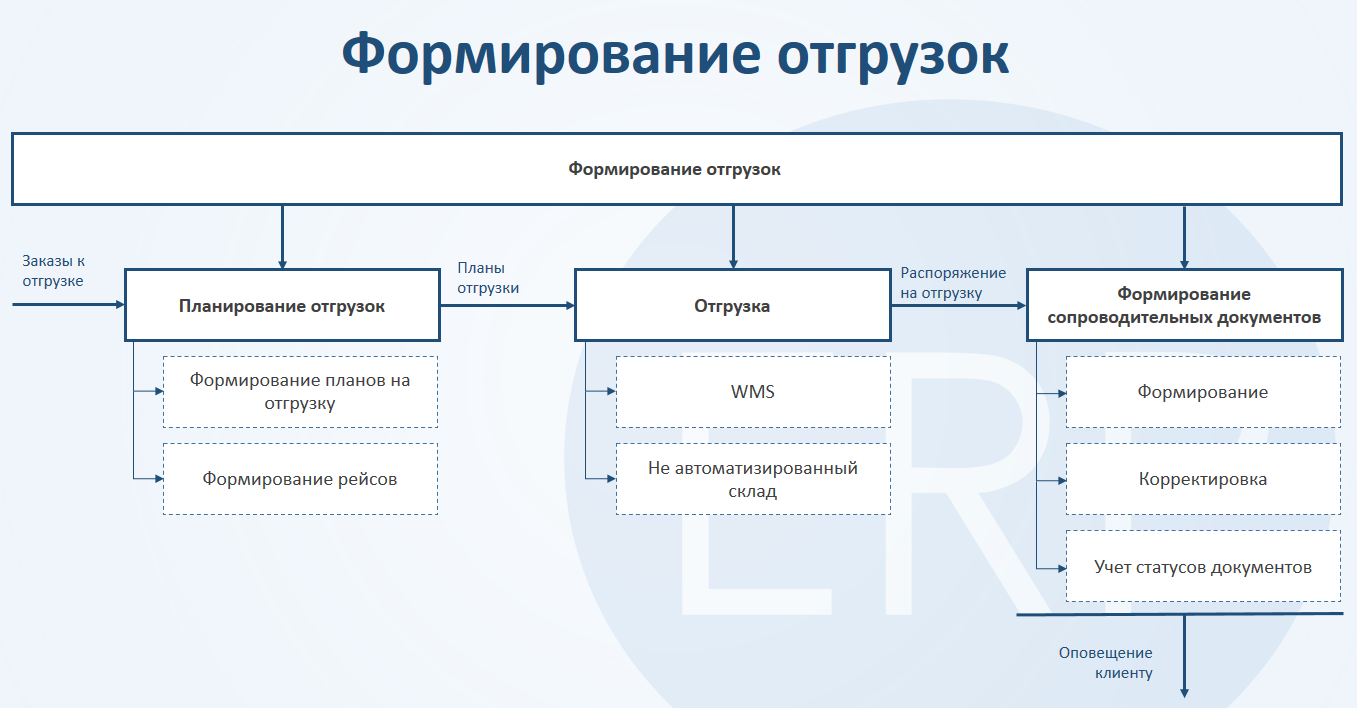 Формирование отгрузок
Формирование отгрузок
Заказы к
отгрузке
Планирование отгрузок
Планы
отгрузки
Отгрузка
Распоряжение
на отгрузку
Формирование
сопроводительных документов
Формирование планов на
отгрузку
Формирование рейсов
WMS
Не автоматизированный
склад
Формирование
Корректировка
Учет статусов документов
Оповещение
клиенту
ERP